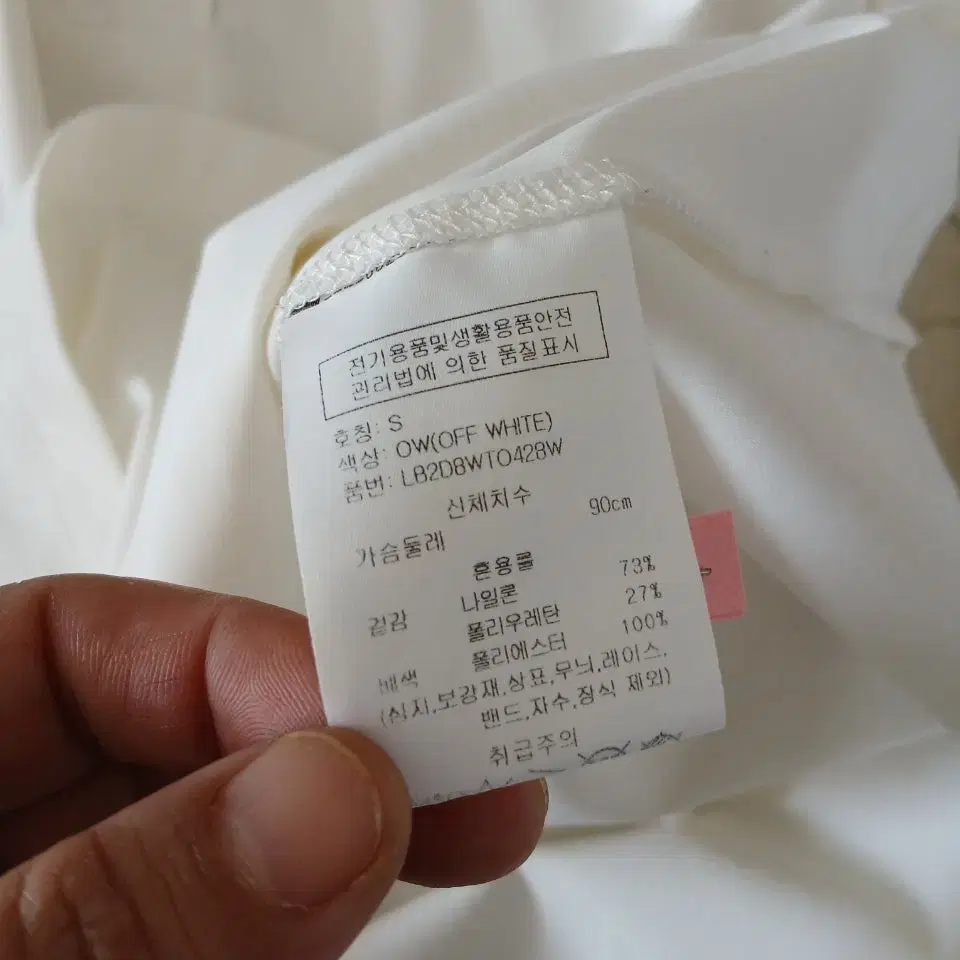 전기용품및생활용품안전
관리법에 의한 품질표시
호칭: S
색상: OW(OFF WHITE)
품번: LB2D8WTO428W
신체치수
가슴둘레 90cm
혼용률
겉감 나일론 73%
폴리우레탄 27%
배색 폴리에스터 100%
(심지,보강재,상표,무늬,레이스,
밴드,자수,장식 제외)
취급주의